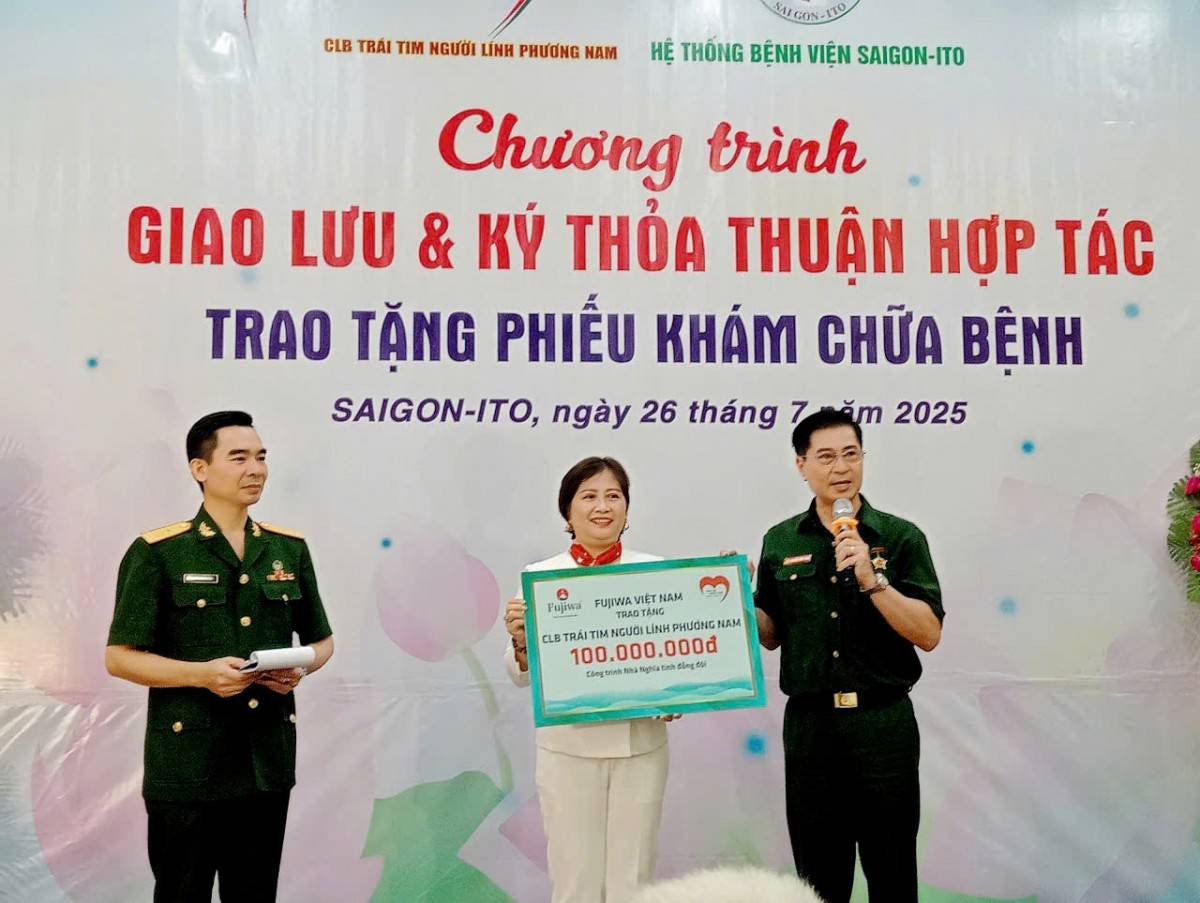 SAI GON-ITO
CLB TRÁI TIM NGƯỜI LÍNH PHƯƠNG NAM
HỆ THỐNG BỆNH VIỆN SAIGON-ITO
Chương trình
GIAO LƯU & KÝ THỎA THUẬN HỢP TÁC
TRAO TẶNG PHIẾU KHÁM CHỮA BỆNH
SAIGON-ITO, ngày 26 tháng 7 năm 2025
Fujiwa
FUJIWA VIỆT NAM
TRAO TẶNG
CLB TRÁI TIM NGƯỜI LÍNH PHƯƠNG NAM
100.000.000đ
Công trình Nhà Nghĩa tình đồng đội